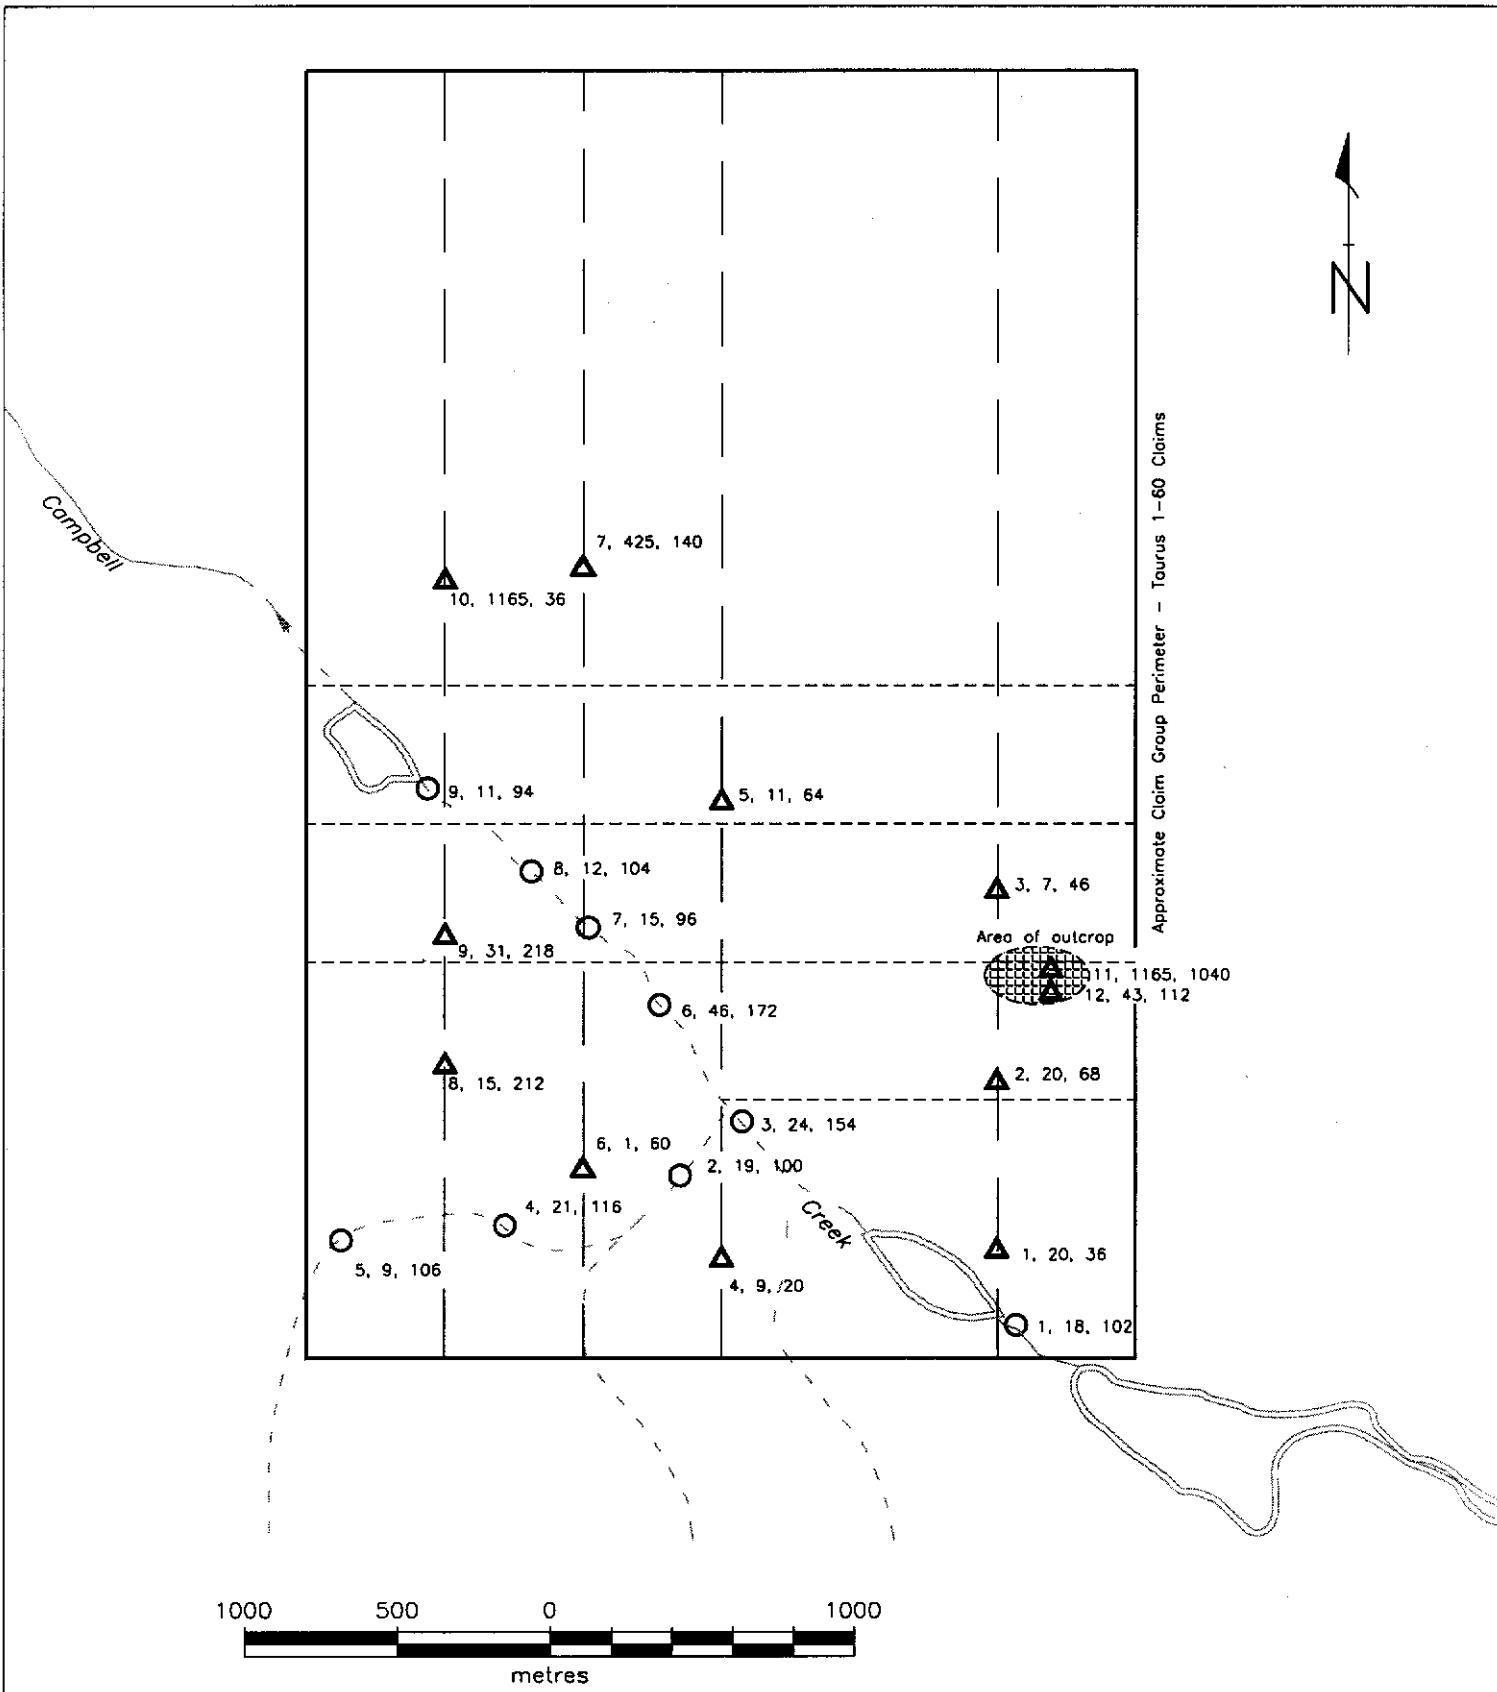 N
Approximate Claim Group Perimeter - Taurus 1-60 Claims
Campbell
7, 425, 140
10, 1165, 36
9, 11, 94
5, 11, 64
8, 12, 104
3, 7, 46
7, 15, 96
Area of outcrop
9, 31, 218
11, 1165, 1040
12, 43, 112
6, 46, 172
8, 15, 212
2, 20, 68
3, 24, 154
6, 1, 60
2, 19, 100
4, 21, 116
Creek
5, 9, 106
4, 9, 20
1, 20, 36
1, 18, 102
1000 500 0 1000
metres